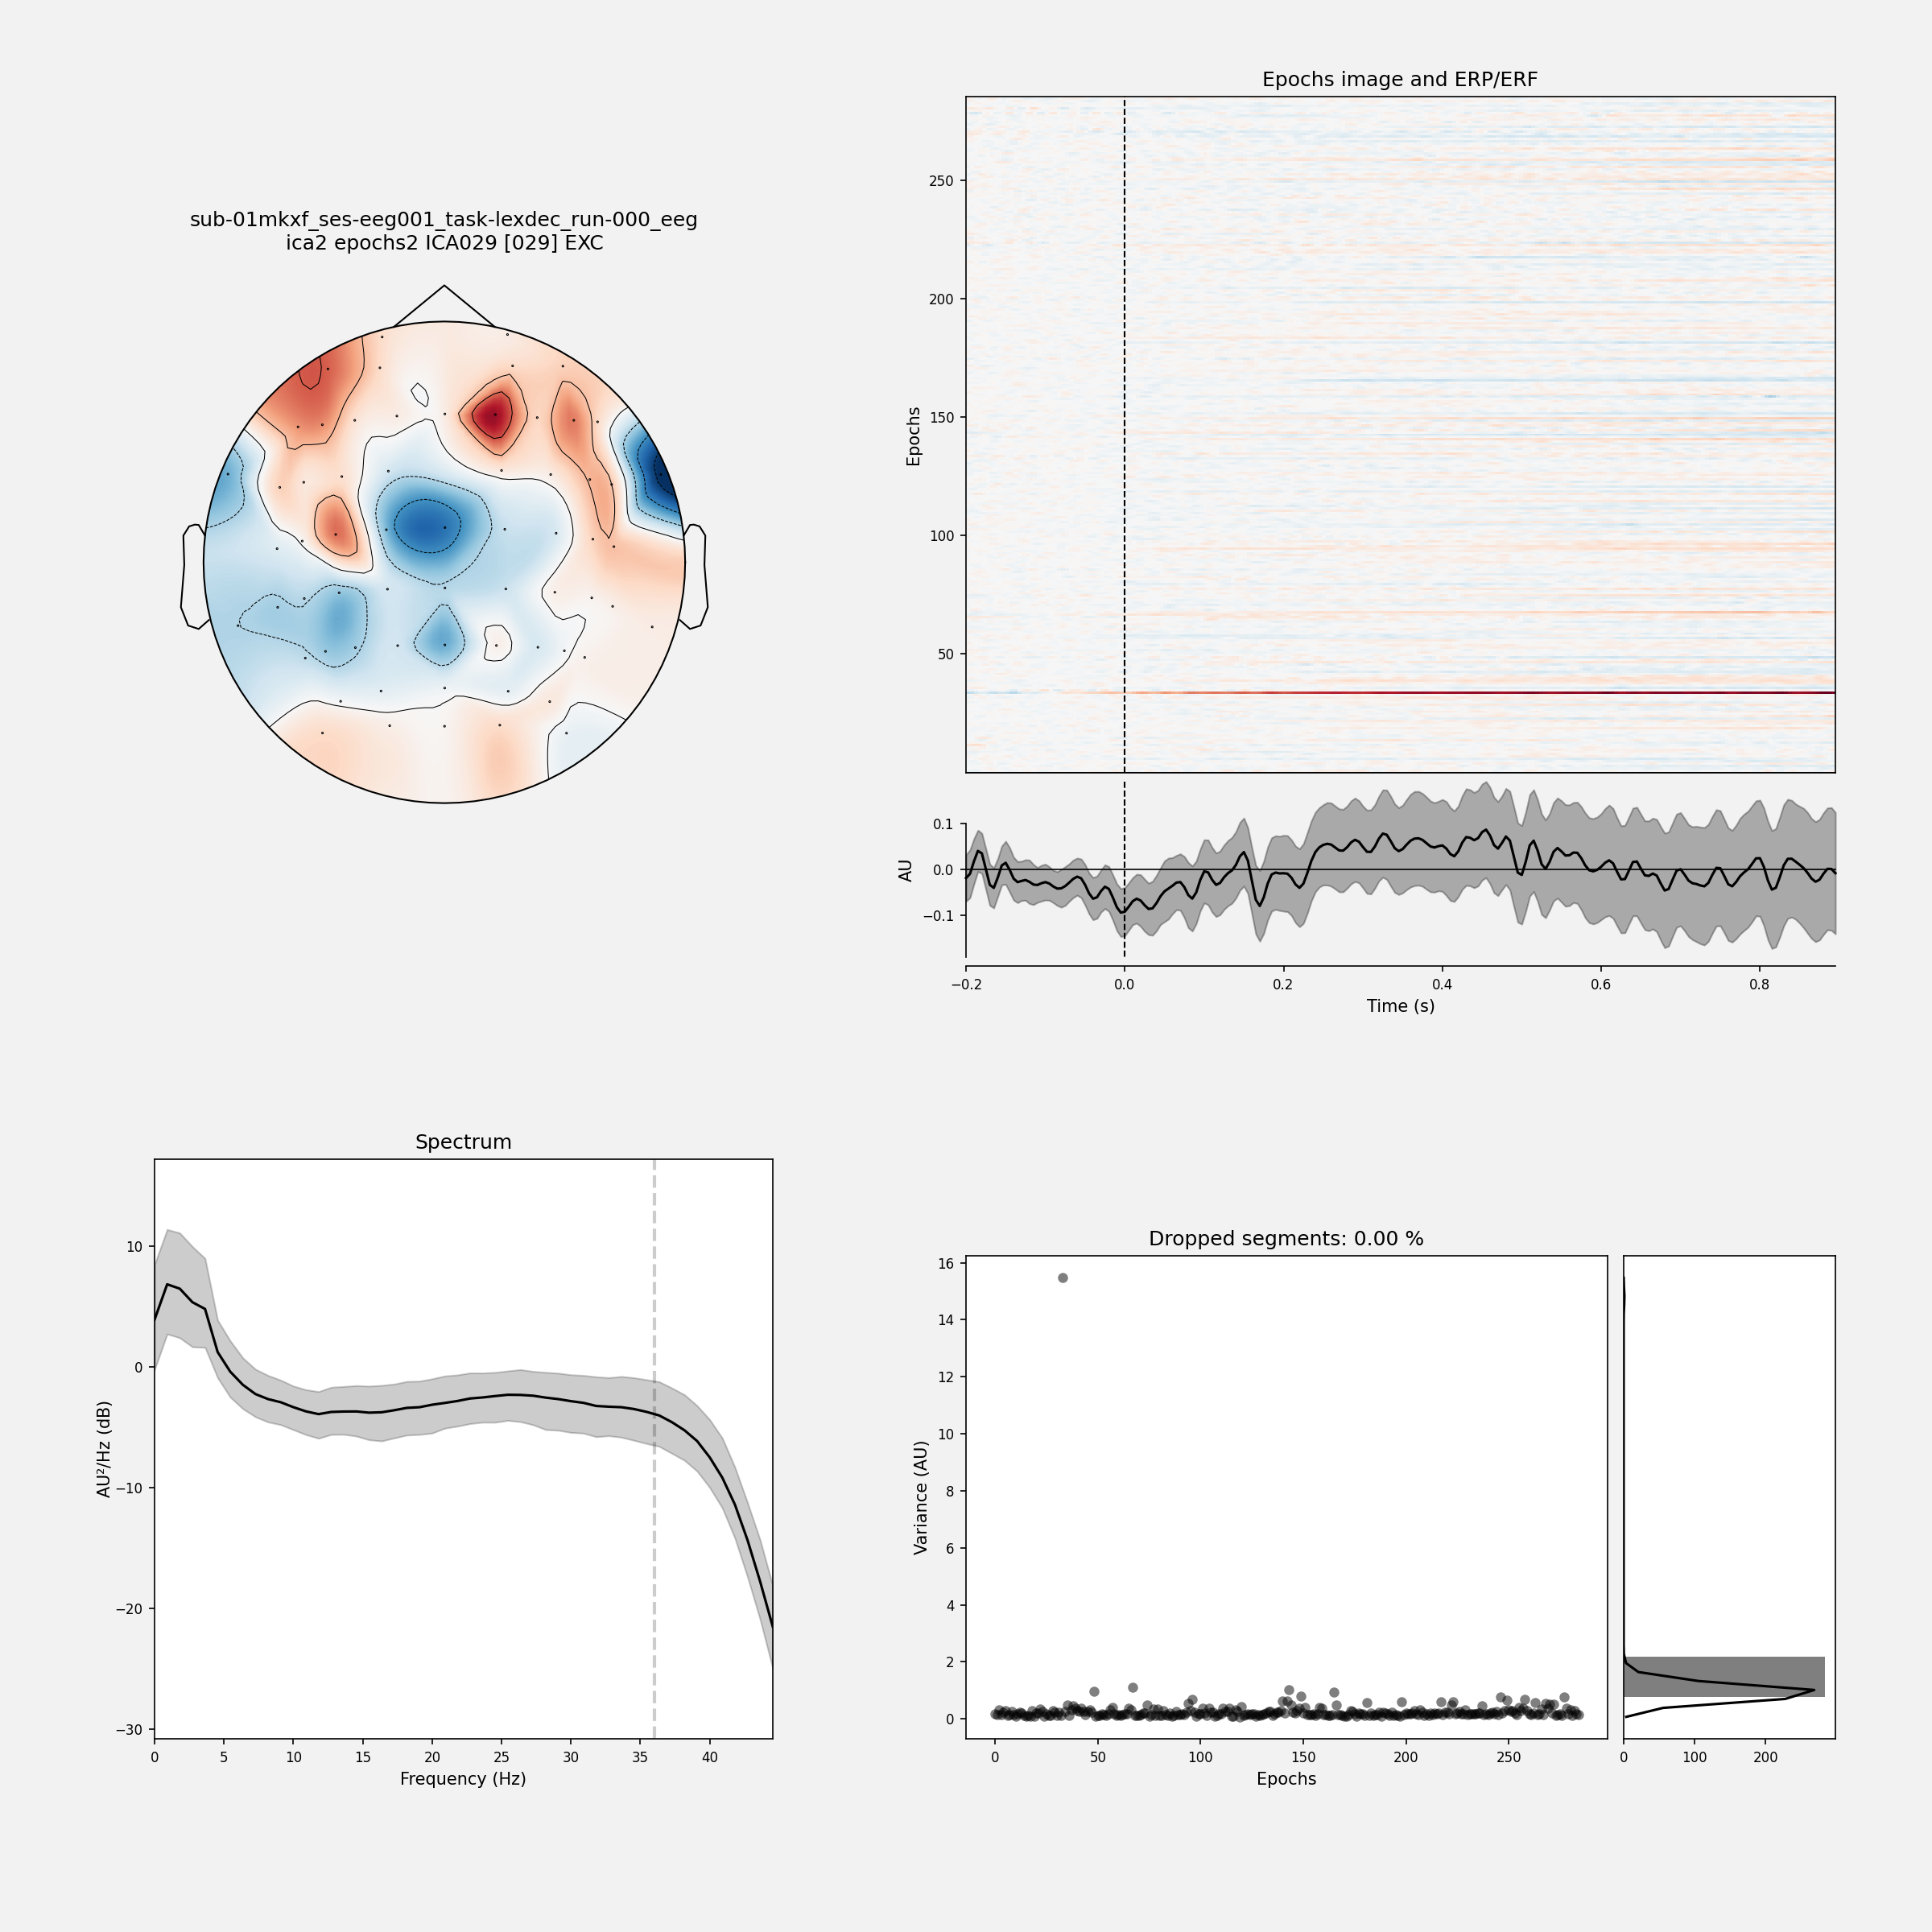 sub-01mkxf_ses-eeg001_task-lexdec_run-000_eeg
ica2 epochs2 ICA029 [029] EXC
Epochs image and ERP/ERF
Epochs
250
200
150
100
50
AU
0.1
0.0
−0.1
−0.2 0.0 0.2 0.4 0.6 0.8
Time (s)
Spectrum
AU²/Hz (dB)
10
0
−10
−20
−30
0 5 10 15 20 25 30 35 40
Frequency (Hz)
Dropped segments: 0.00 %
Variance (AU)
16
14
12
10
8
6
4
2
0
0 50 100 150 200 250
Epochs
0 100 200